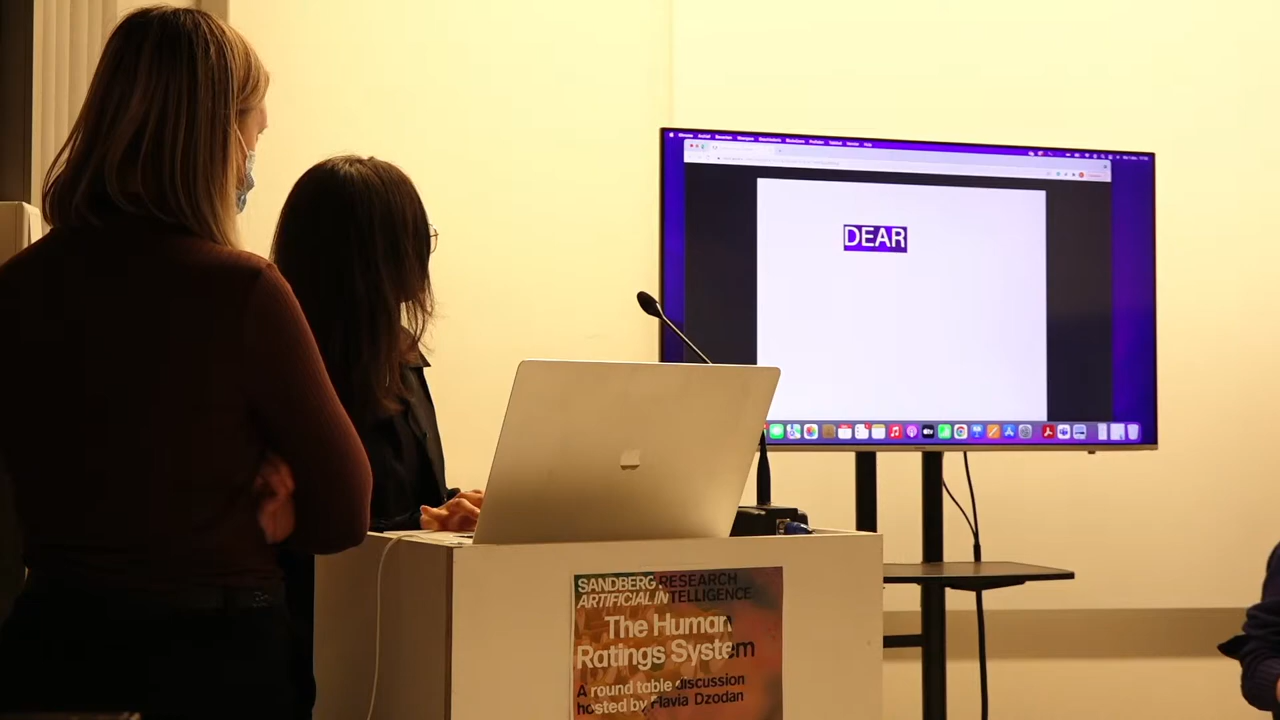 DEAR
SANDBERG RESEARCH
ARTIFICIAL INTELLIGENCE
The Human
Ratings System
A round table discussion
hosted by Flavia Dzodan